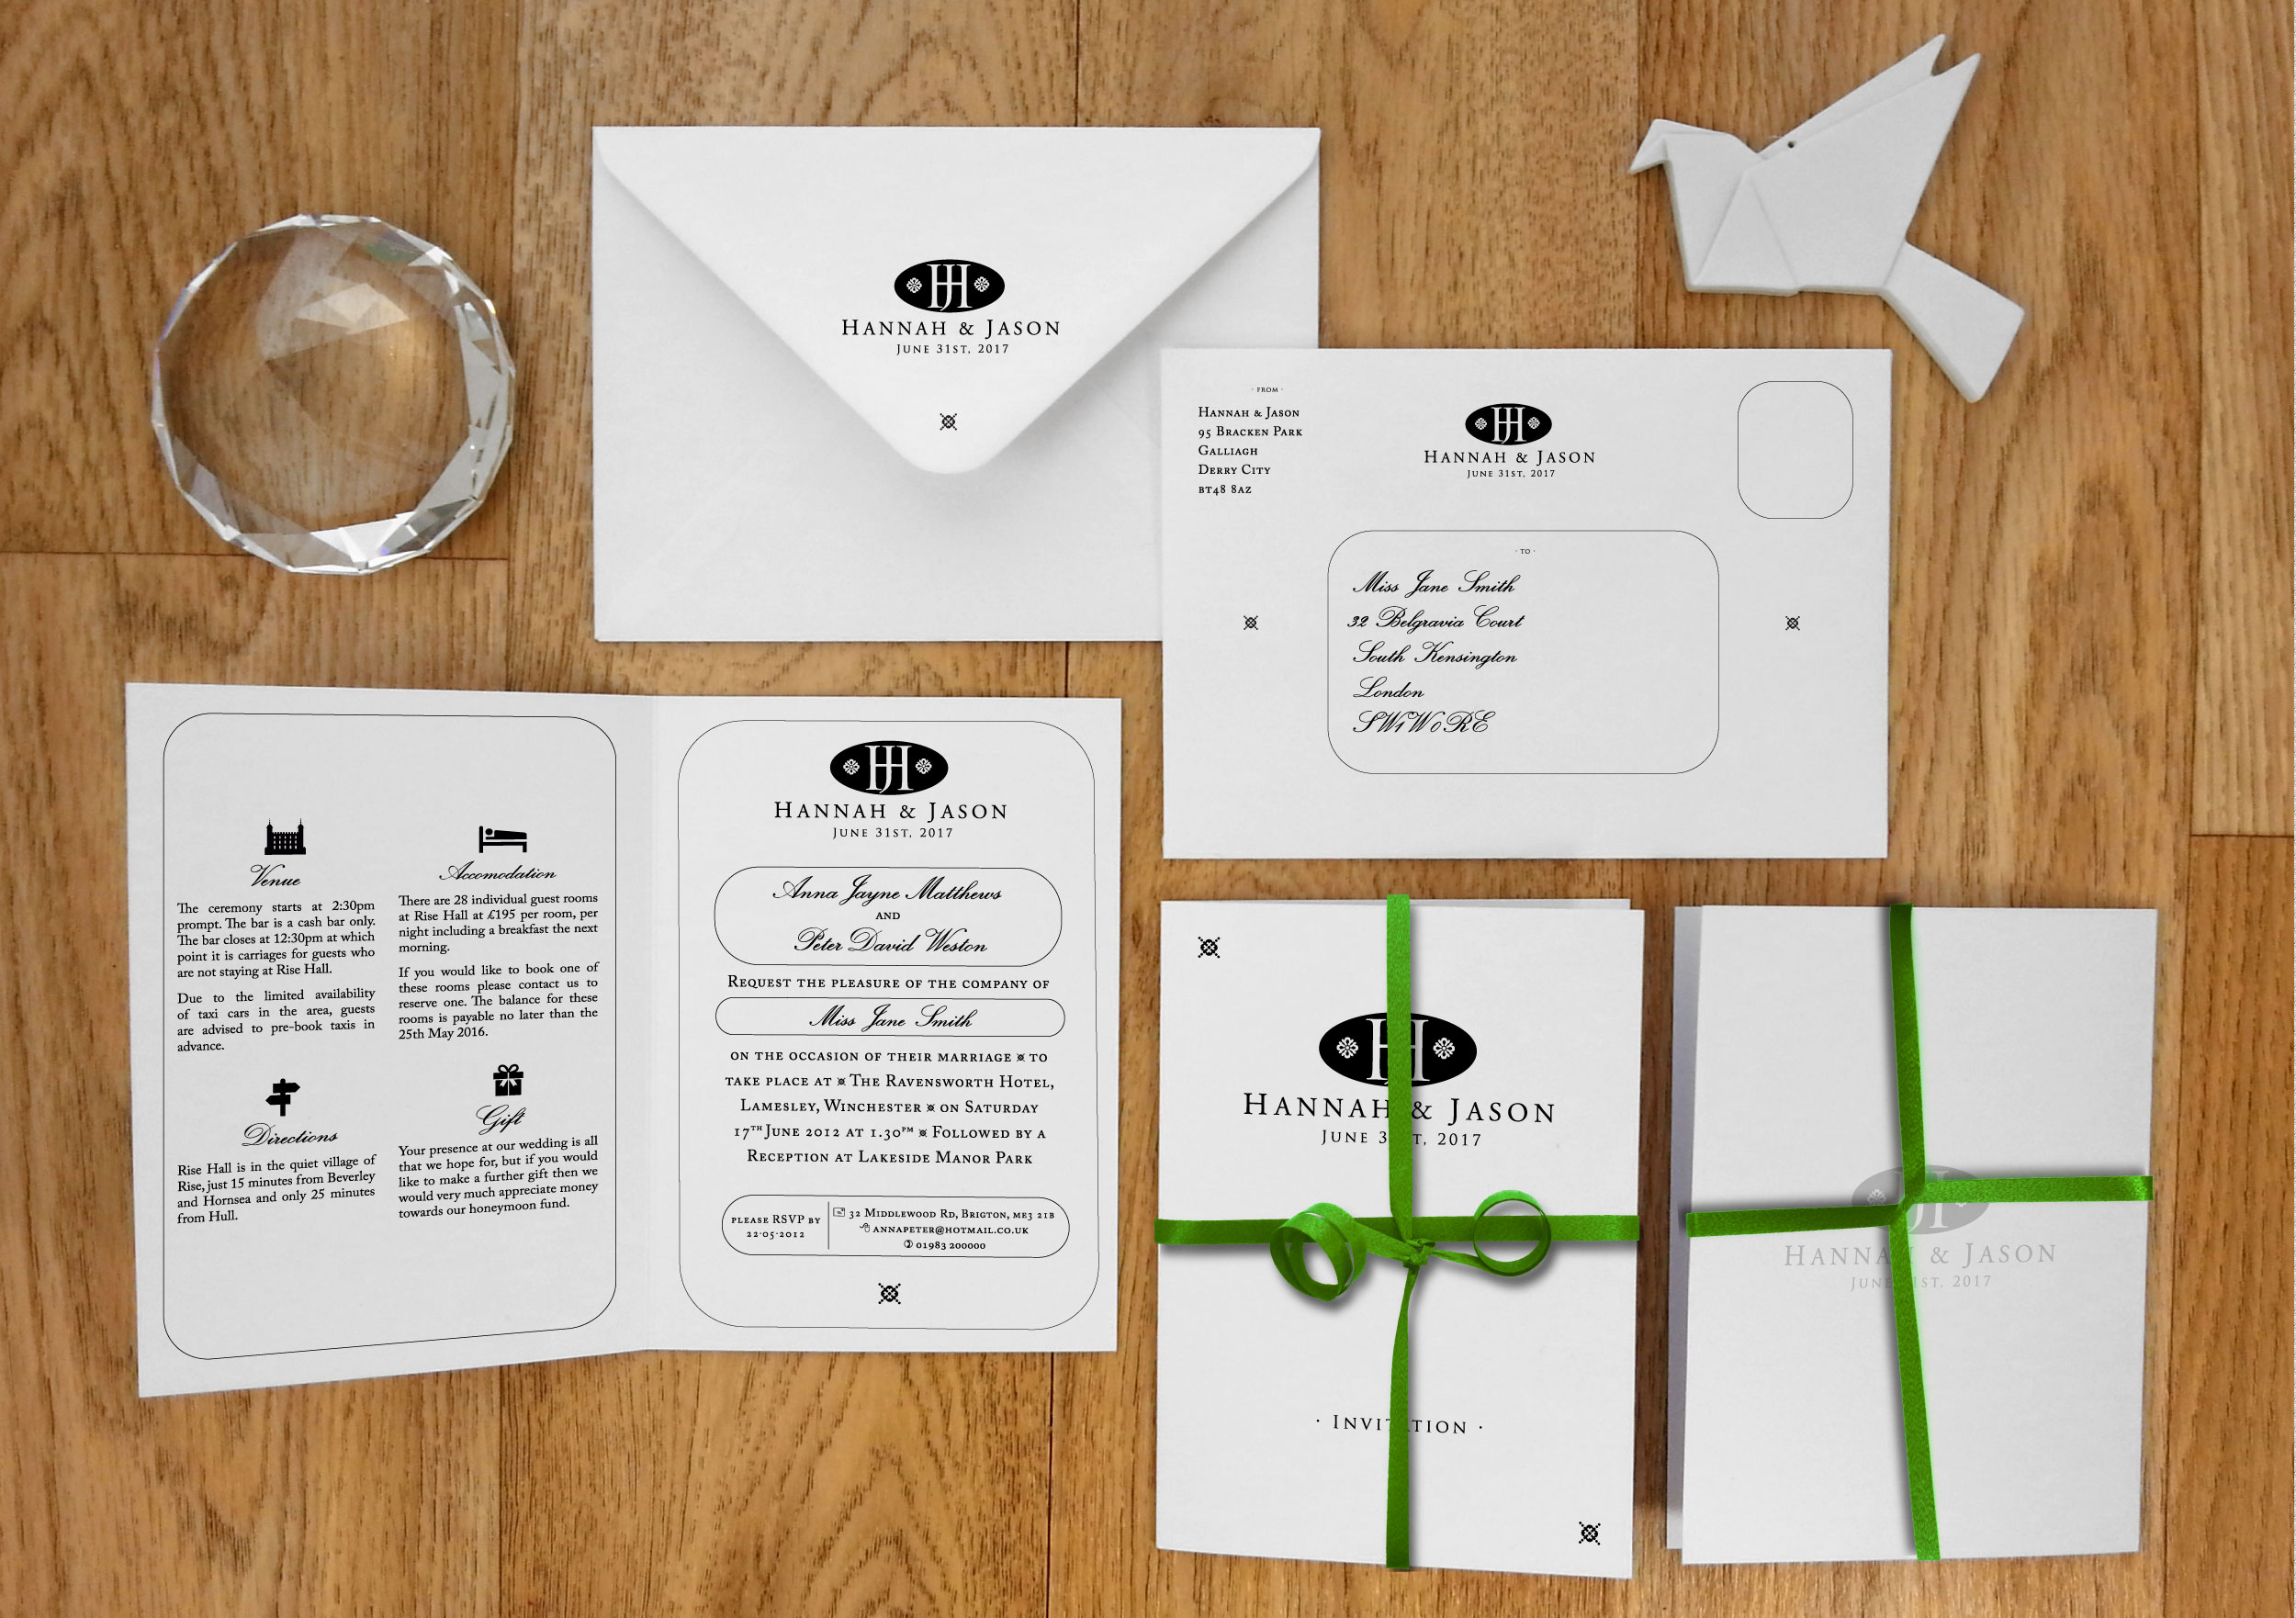 HJ
HANNAH & JASON
JUNE 31ST, 2017
· FROM ·
HANNAH & JASON
95 BRACKEN PARK
GALLIAGH
DERRY CITY
BT48 8AZ
HJ
HANNAH & JASON
JUNE 31ST, 2017
· TO ·
Miss Jane Smith
32 Belgravia Court
South Kensington
London
SW1W 0RE
Venue
The ceremony starts at 2:30pm
prompt. The bar is a cash bar only.
The bar closes at 12:30pm at which
point it is carriages for guests who
are not staying at Rise Hall.
Due to the limited availability
of taxi cars in the area, guests
are advised to pre-book taxis in
advance.
Accomodation
There are 28 individual guest rooms
at Rise Hall at £195 per room, per
night including a breakfast the next
morning.
If you would like to book one of
these rooms please contact us to
reserve one. The balance for these
rooms is payable no later than the
25th May 2016.
Directions
Rise Hall is in the quiet village of
Rise, just 15 minutes from Beverley
and Hornsea and only 25 minutes
from Hull.
Gift
Your presence at our wedding is all
that we hope for, but if you would
like to make a further gift then we
would very much appreciate money
towards our honeymoon fund.
HJ
HANNAH & JASON
JUNE 31ST, 2017
Anna Jayne Matthews
AND
Peter David Weston
REQUEST THE PLEASURE OF THE COMPANY OF
Miss Jane Smith
ON THE OCCASION OF THEIR MARRIAGE TO
TAKE PLACE AT THE RAVENSWORTH HOTEL,
LAMESLEY, WINCHESTER ON SATURDAY
17TH JUNE 2012 AT 1.30PM FOLLOWED BY A
RECEPTION AT LAKESIDE MANOR PARK
PLEASE RSVP BY
22·05·2012
32 MIDDLEWOOD RD, BRIGTON, ME3 21B
ANNAPETER@HOTMAIL.CO.UK
01983 200000
HJ
HANNAH & JASON
JUNE 31ST, 2017
· INVITATION ·
HJ
HANNAH & JASON
JUNE 31ST, 2017